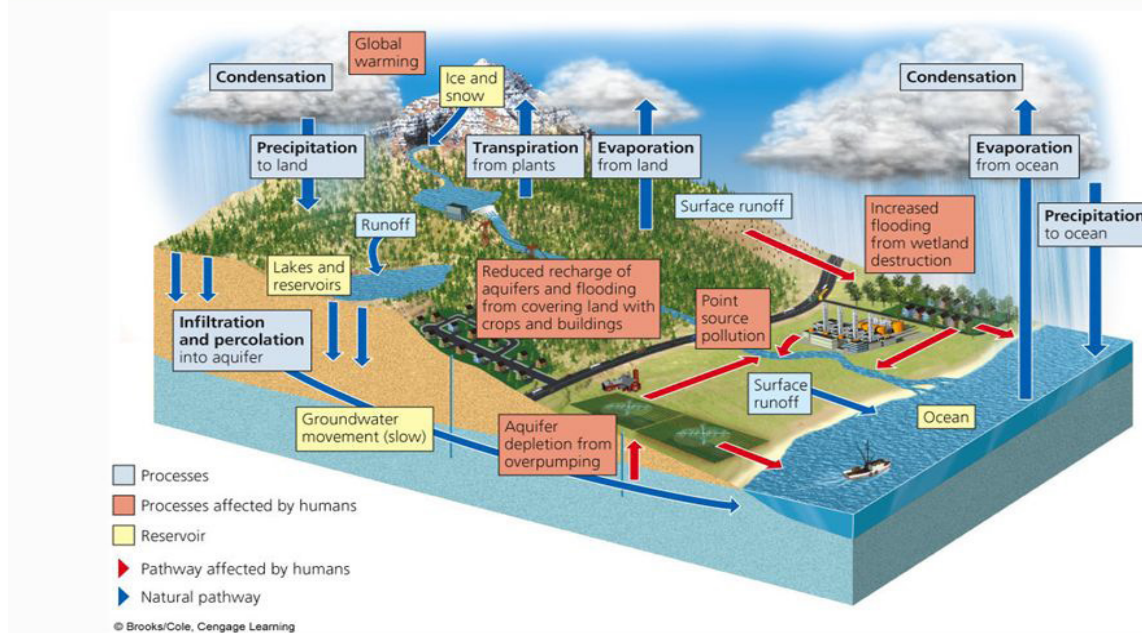 Global
warming
Condensation
Ice and
snow
Condensation
Precipitation
to land
Transpiration
from plants
Evaporation
from land
Evaporation
from ocean
Surface runoff
Increased
flooding
from wetland
destruction
Precipitation
to ocean
Runoff
Lakes and
reservoirs
Reduced recharge of
aquifers and flooding
from covering land with
crops and buildings
Point
source
pollution
Infiltration
and percolation
into aquifer
Surface
runoff
Ocean
Groundwater
movement (slow)
Aquifer
depletion from
overpumping
Processes
Processes affected by humans
Reservoir
Pathway affected by humans
Natural pathway
© Brooks/Cole, Cengage Learning